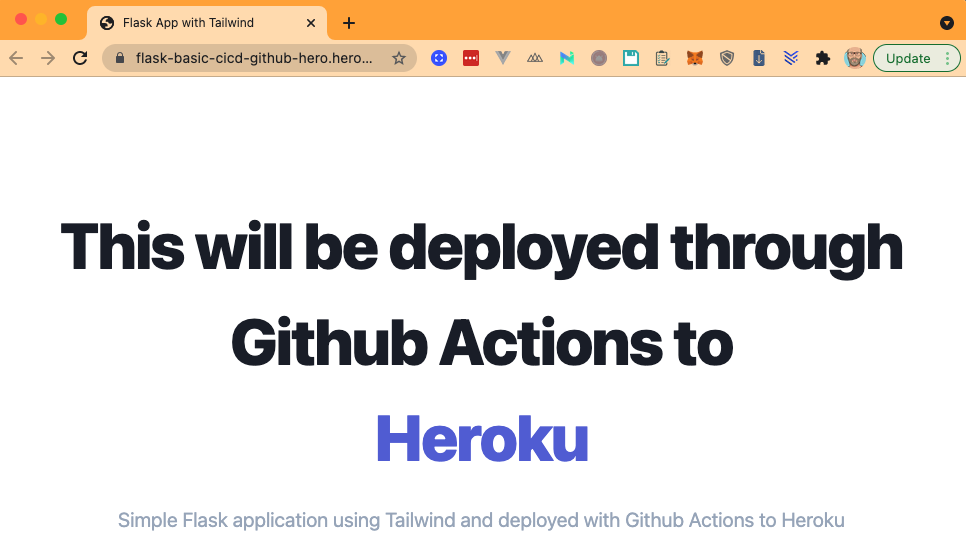 Flask App with Tailwind
flask-basic-cicd-github-hero.hero...
Update
This will be deployed through
Github Actions to
Heroku
Simple Flask application using Tailwind and deployed with Github Actions to Heroku